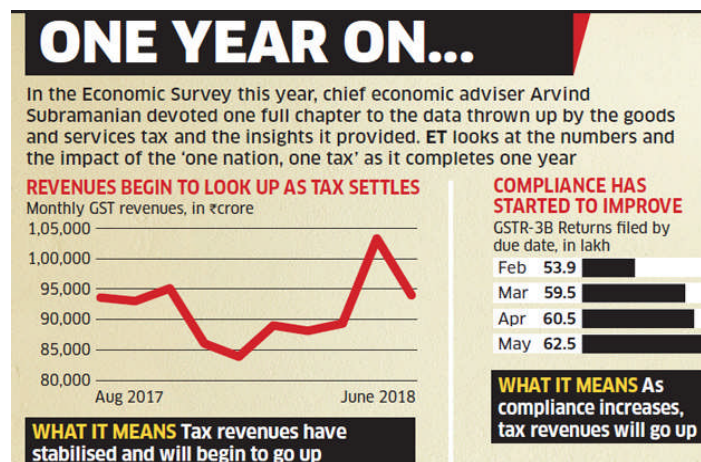 ONE YEAR ON...
In the Economic Survey this year, chief economic adviser Arvind
Subramanian devoted one full chapter to the data thrown up by the goods
and services tax and the insights it provided. ET looks at the numbers and
the impact of the ‘one nation, one tax’ as it completes one year
REVENUES BEGIN TO LOOK UP AS TAX SETTLES
Monthly GST revenues, in ₹crore
1,05,000
1,00,000
95,000
90,000
85,000
80,000
Aug 2017 June 2018
WHAT IT MEANS Tax revenues have
stabilised and will begin to go up
COMPLIANCE HAS
STARTED TO IMPROVE
GSTR-3B Returns filed by
due date, in lakh
Feb 53.9
Mar 59.5
Apr 60.5
May 62.5
WHAT IT MEANS As
compliance increases,
tax revenues will go up